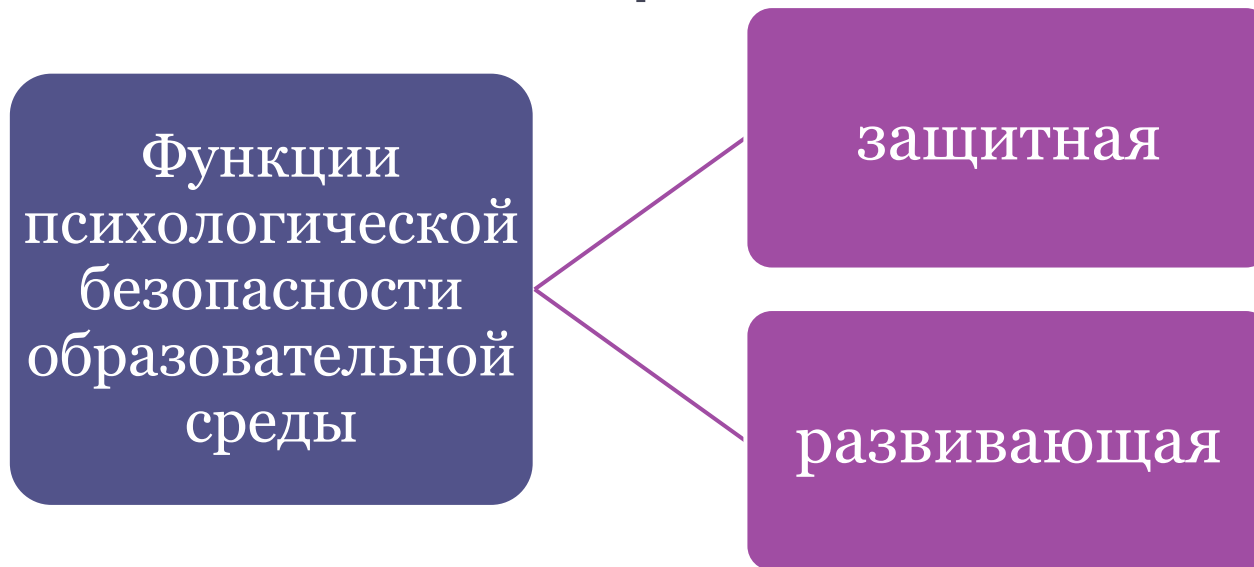 Функции
психологической
безопасности
образовательной
среды
защитная
развивающая